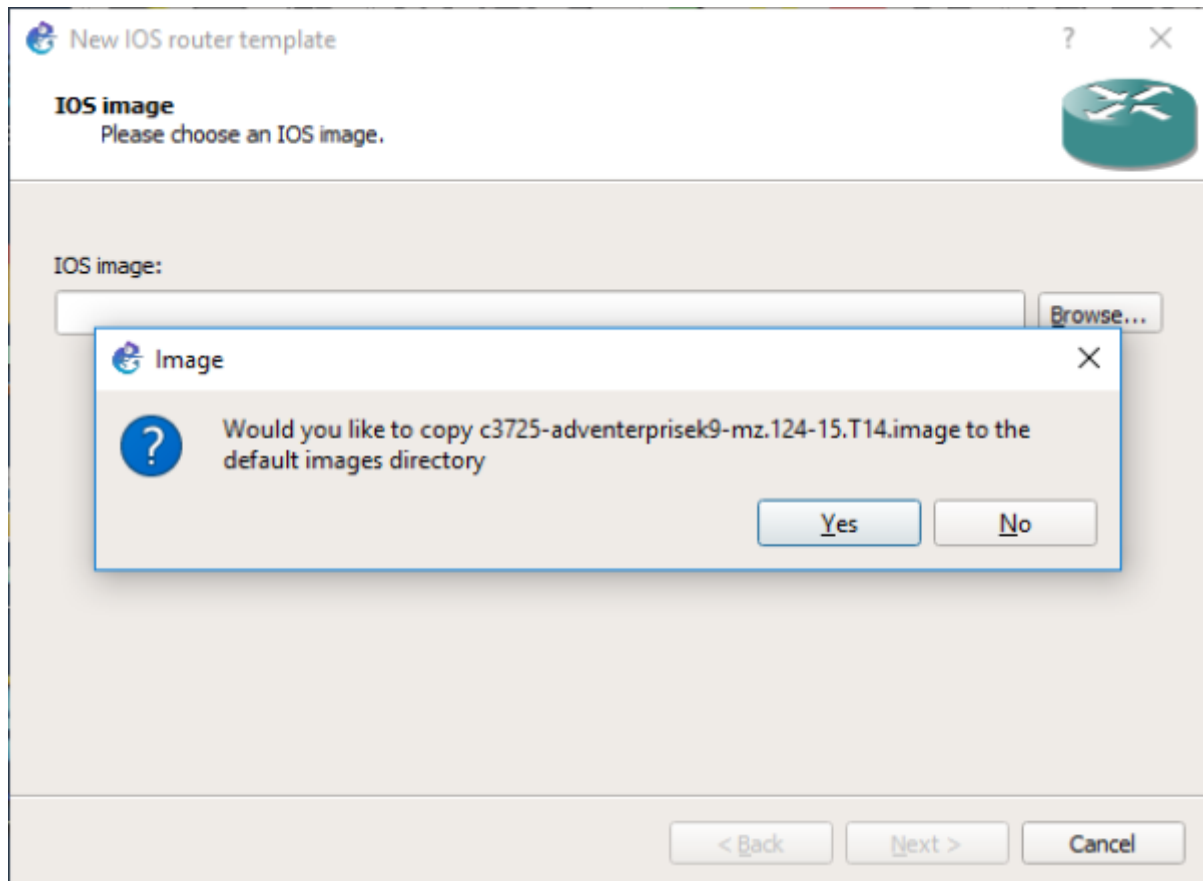 New IOS router template
IOS image
Please choose an IOS image.
IOS image:
Browse...
Image
Would you like to copy c3725-adventerprisek9-mz.124-15.T14.image to the
default images directory
Yes
No
< Back
Next >
Cancel